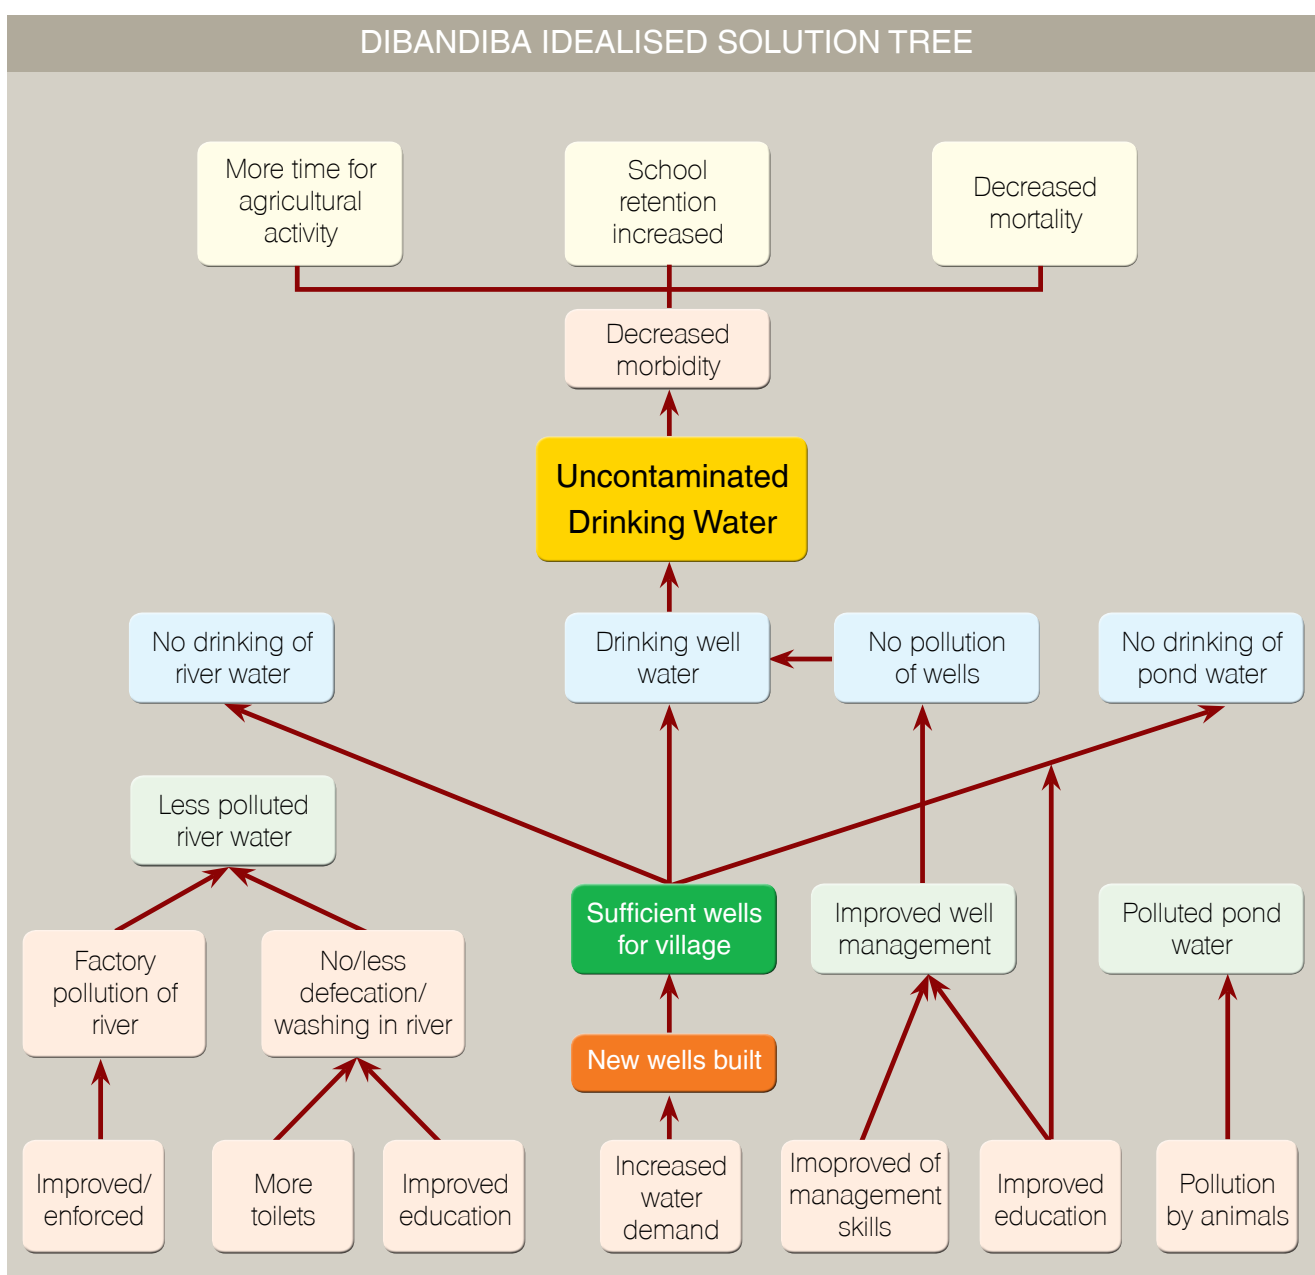 DIBANDIBA IDEALISED SOLUTION TREE
More time for
agricultural
activity
School
retention
increased
Decreased
mortality
Decreased
morbidity
Uncontaminated
Drinking Water
No drinking of
river water
Drinking well
water
No pollution
of wells
No drinking of
pond water
Less polluted
river water
Sufficient wells
for village
Improved well
management
Polluted pond
water
Factory
pollution of
river
No/less
defecation/
washing in river
New wells built
Improved/
enforced
More
toilets
Improved
education
Increased
water
demand
Imoproved of
management
skills
Improved
education
Pollution
by animals